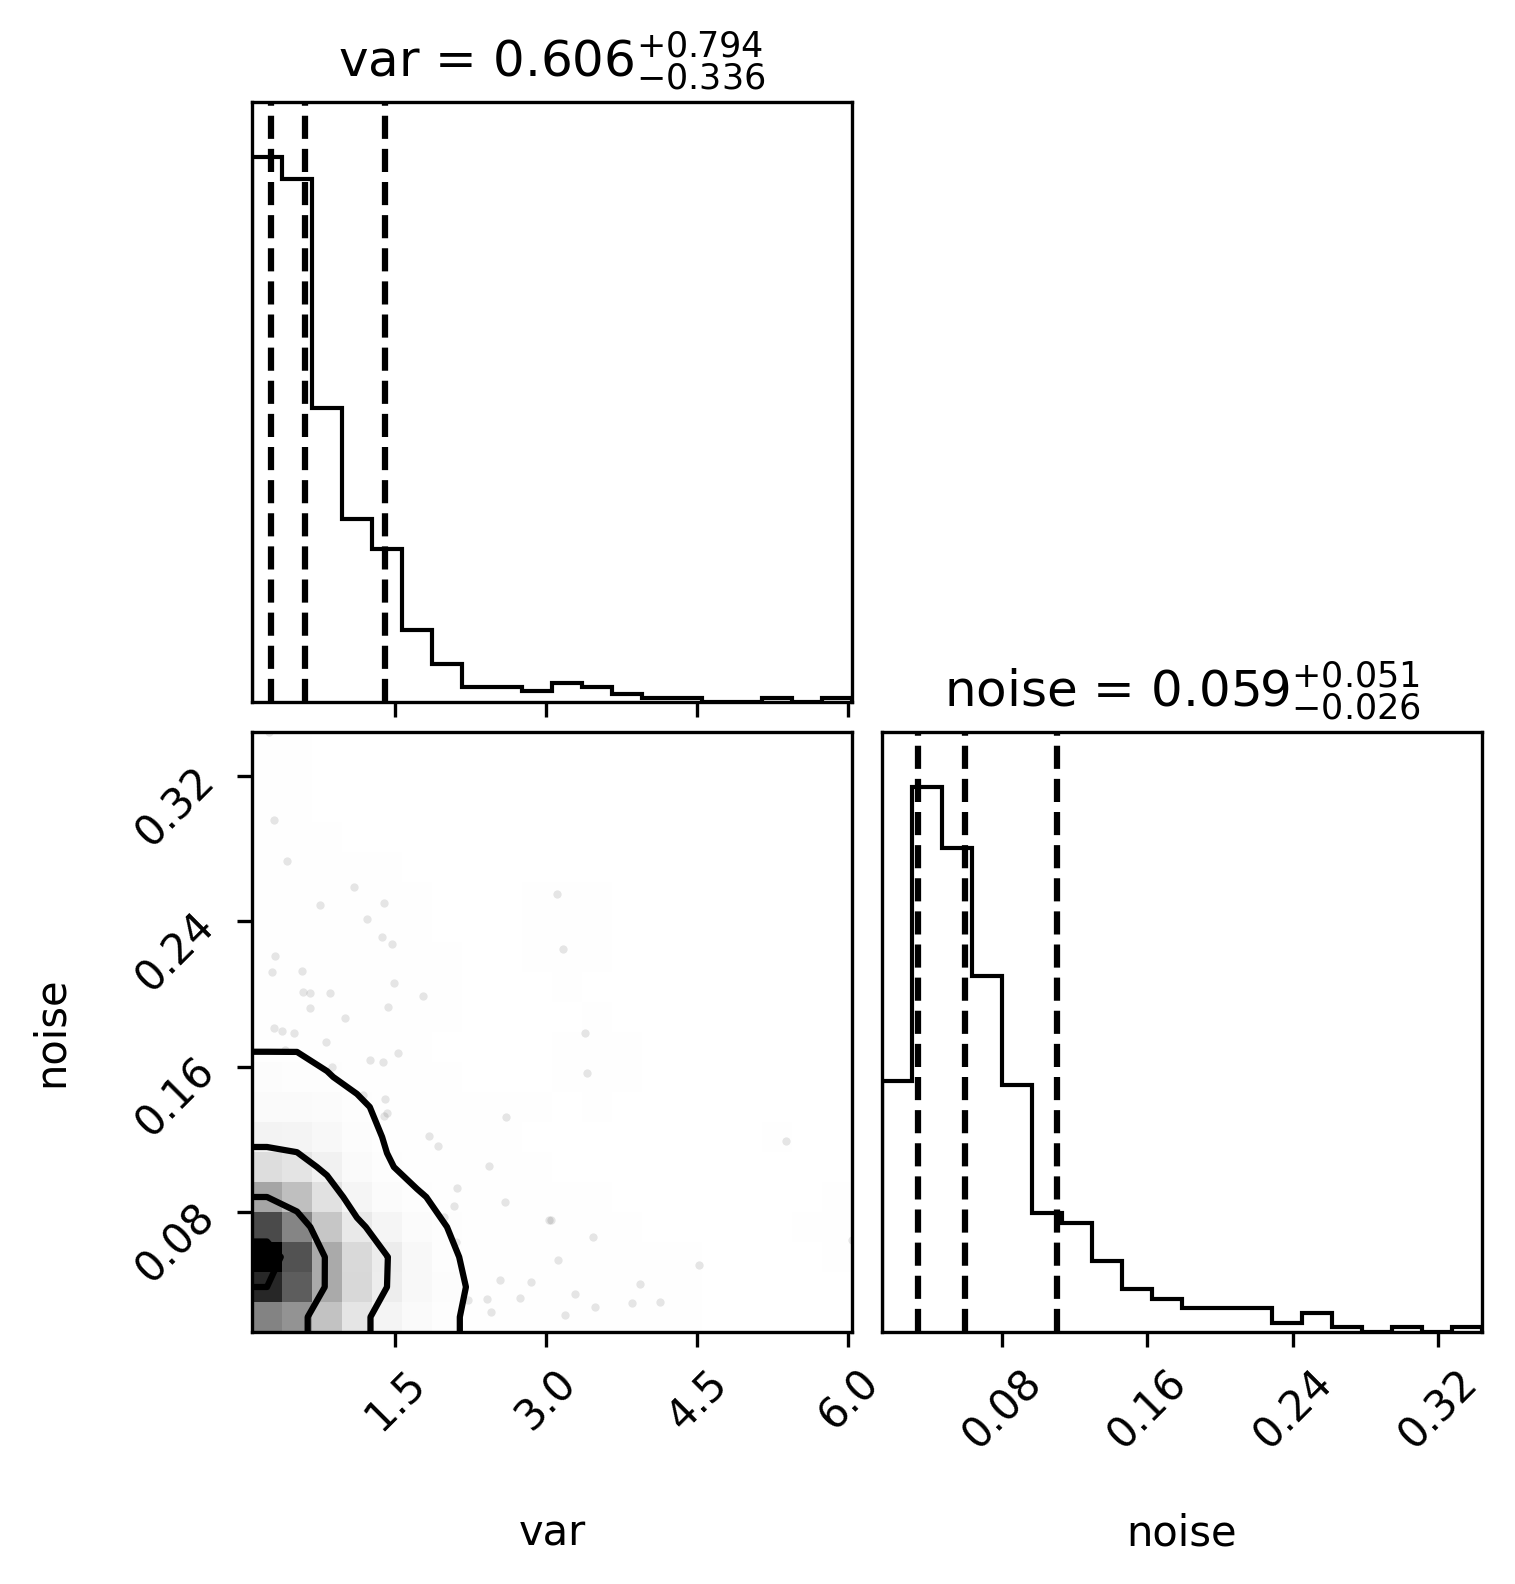 var = 0.606+0.794 −0.336
noise = 0.059+0.051 −0.026
0.32
0.24
0.16
0.08
noise
1.5 3.0 4.5 6.0
0.08 0.16 0.24 0.32
var
noise